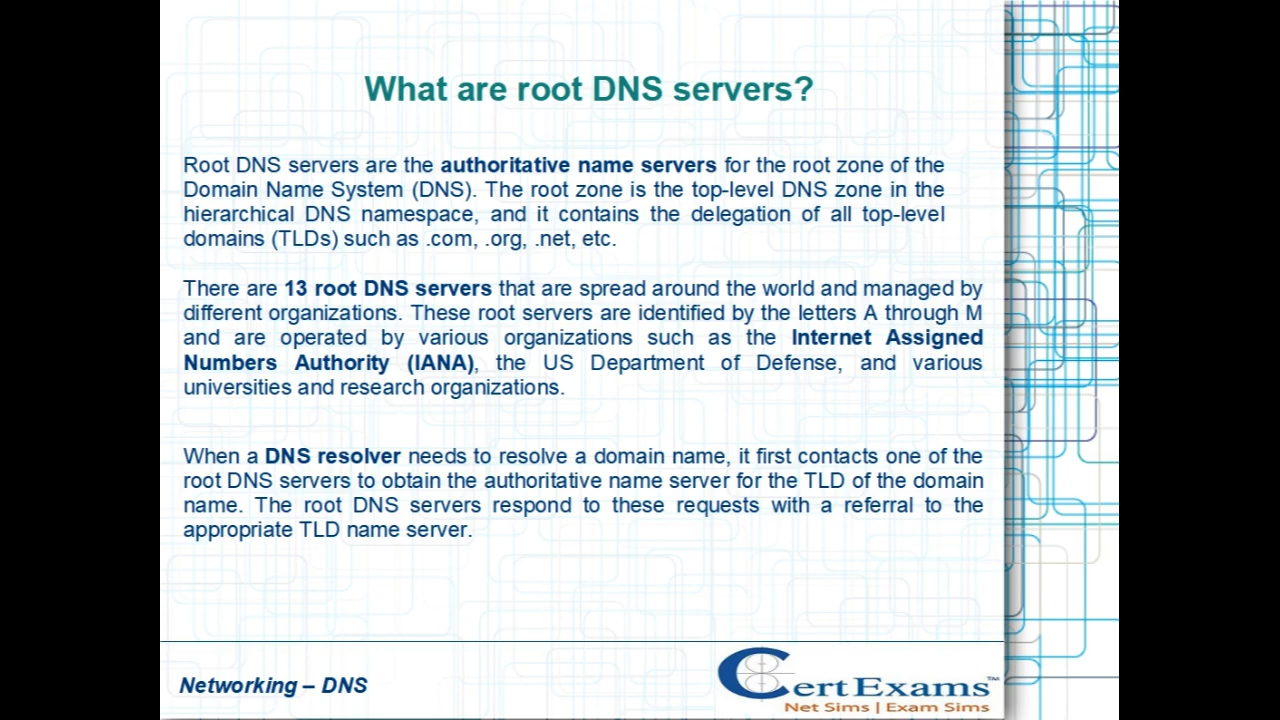 What are root DNS servers?
Root DNS servers are the authoritative name servers for the root zone of the
Domain Name System (DNS). The root zone is the top-level DNS zone in the
hierarchical DNS namespace, and it contains the delegation of all top-level
domains (TLDs) such as .com, .org, .net, etc.
There are 13 root DNS servers that are spread around the world and managed by
different organizations. These root servers are identified by the letters A through M
and are operated by various organizations such as the Internet Assigned
Numbers Authority (IANA), the US Department of Defense, and various
universities and research organizations.
When a DNS resolver needs to resolve a domain name, it first contacts one of the
root DNS servers to obtain the authoritative name server for the TLD of the domain
name. The root DNS servers respond to these requests with a referral to the
appropriate TLD name server.
Networking – DNS
CertExams™
Net Sims | Exam Sims